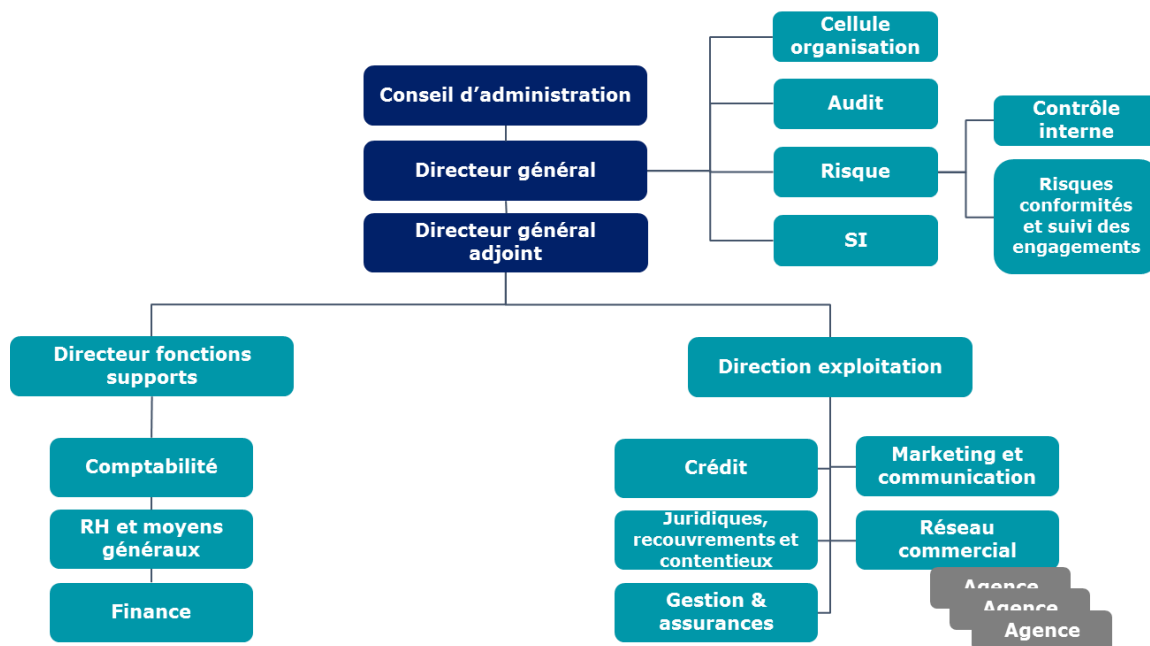 Cellule
organisation
Conseil d’administration
Audit
Contrôle
interne
Directeur général
Risque
Risques
conformités
et suivi des
engagements
Directeur général
adjoint
SI
Directeur fonctions
supports
Direction exploitation
Comptabilité
Crédit
Marketing et
communication
RH et moyens
généraux
Juridiques,
recouvrements et
contentieux
Réseau
commercial
Finance
Gestion &
assurances
Agence
Agence
Agence